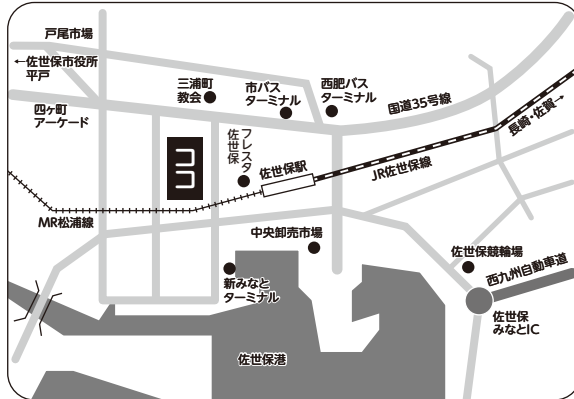 戸尾市場
←佐世保市役所
平戸
四ヶ町
アーケード
三浦町
教会
市バス
ターミナル
西肥バス
ターミナル
国道35号線
長崎・佐賀→
ココ
フレスタ
佐世保
佐世保駅
JR佐世保線
MR松浦線
中央卸売市場
新みなと
ターミナル
佐世保競輪場
西九州自動車道
佐世保
みなとIC
佐世保港